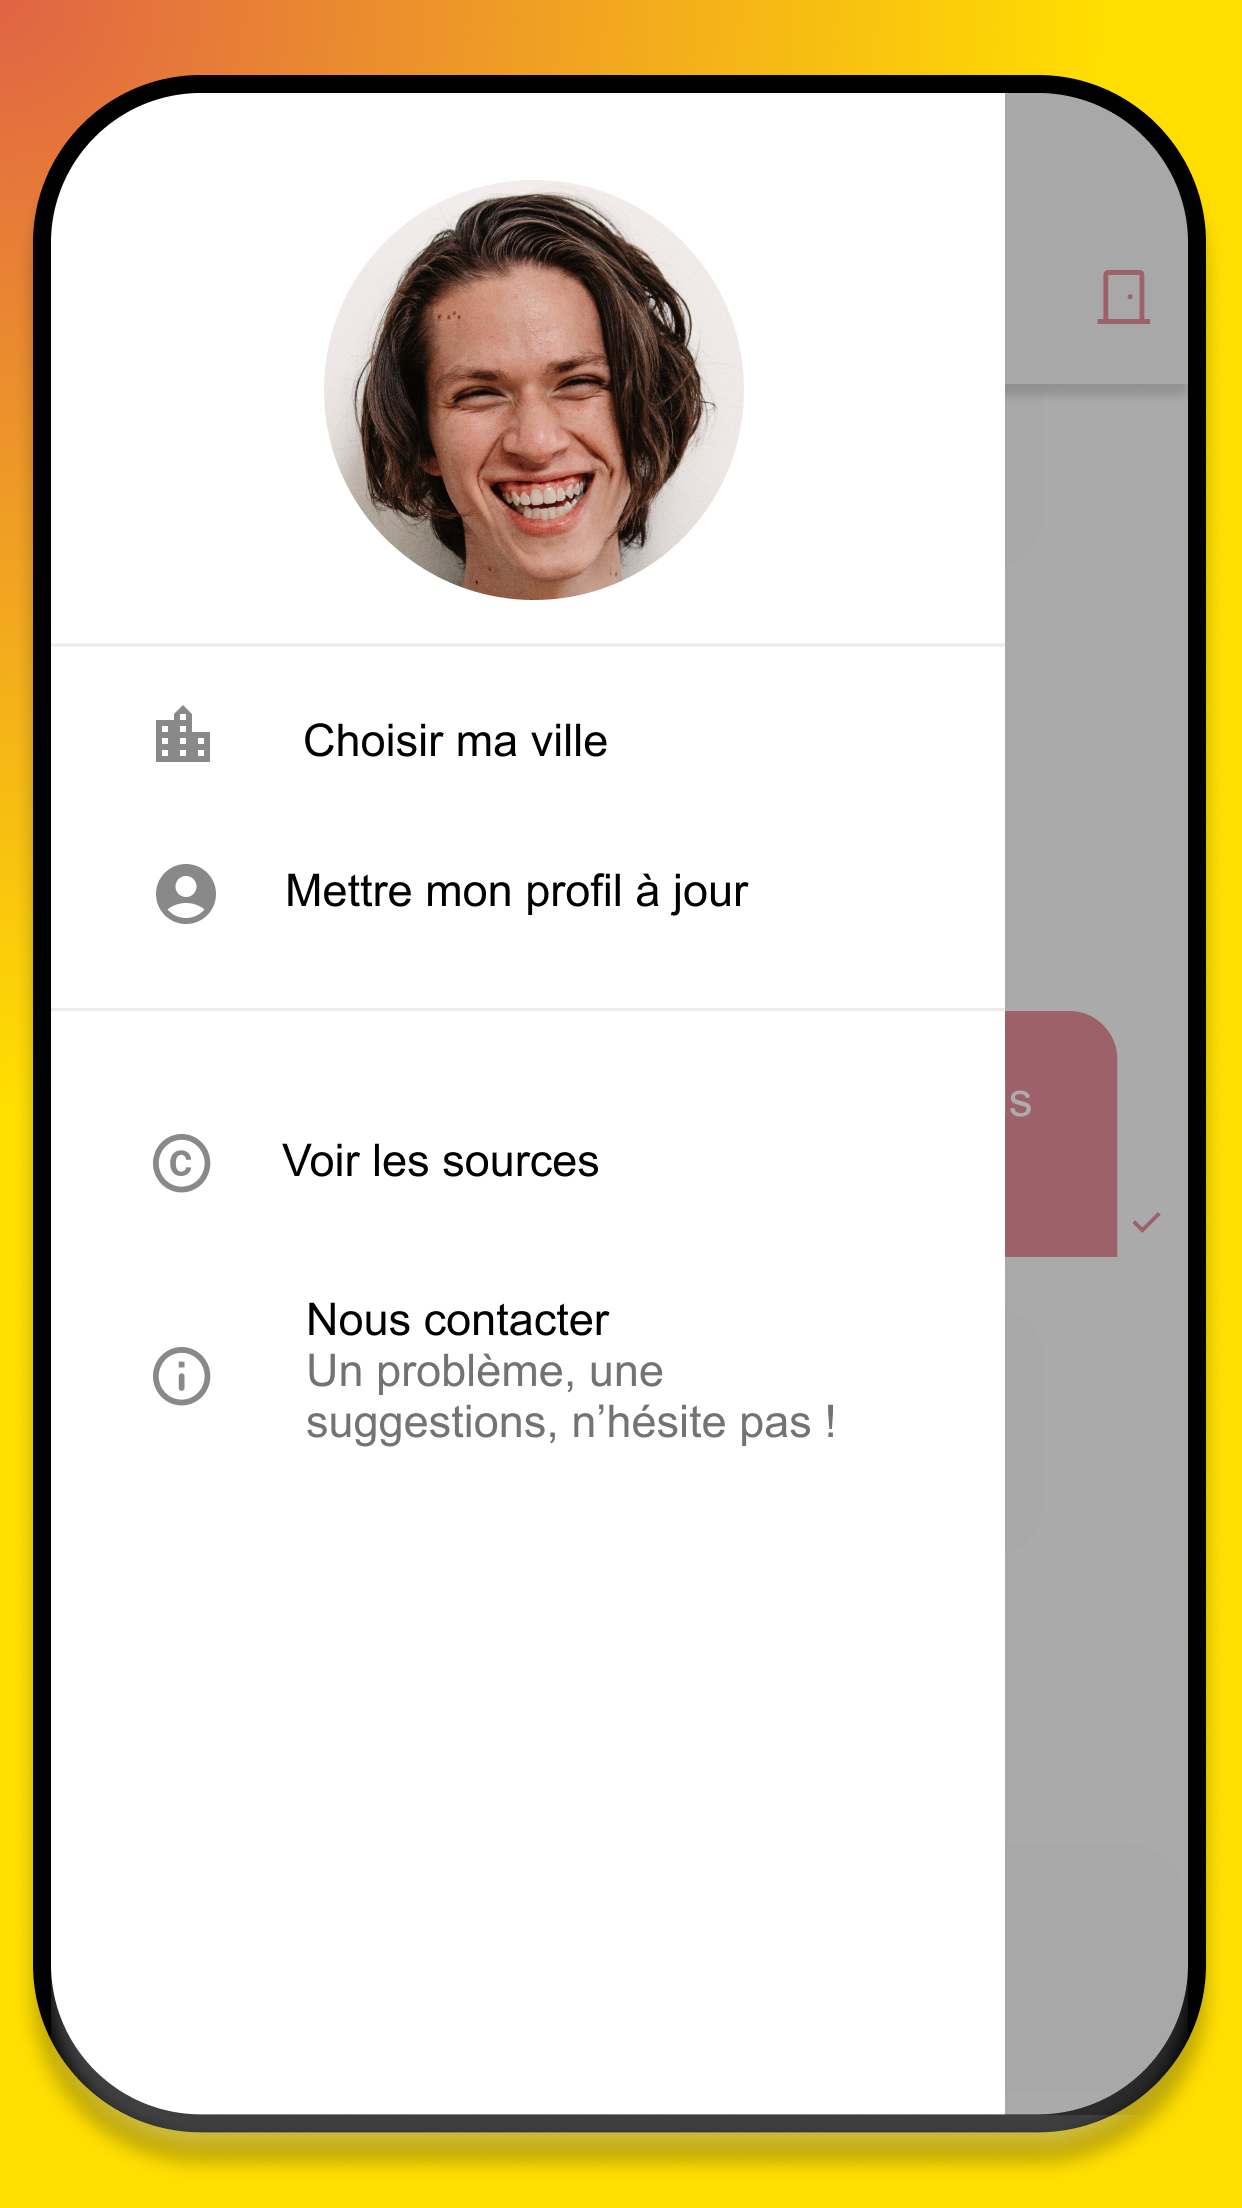 Choisir ma ville
Mettre mon profil à jour
s
Voir les sources
Nous contacter
Un problème, une
suggestions, n’hésite pas !